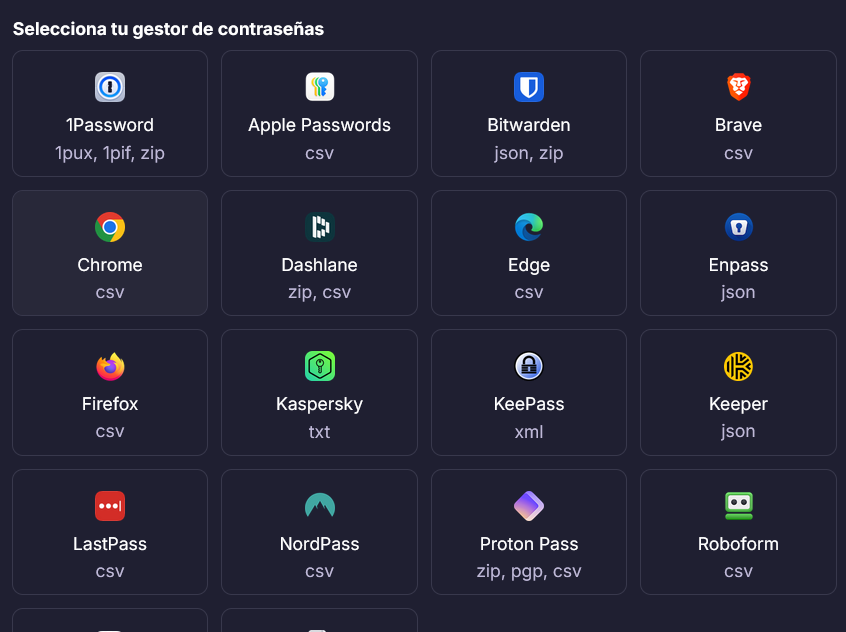 Selecciona tu gestor de contraseñas
1Password
1pux, 1pif, zip
Apple Passwords
csv
Bitwarden
json, zip
Brave
csv
Chrome
csv
Dashlane
zip, csv
Edge
csv
Enpass
json
Firefox
csv
Kaspersky
txt
KeePass
xml
Keeper
json
LastPass
csv
NordPass
csv
Proton Pass
zip, pgp, csv
Roboform
csv